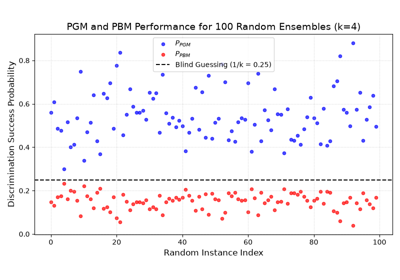 PGM and PBM Performance for 100 Random Ensembles (k=4)
P_PGM
P_PBM
Blind Guessing (1/k = 0.25)
Discrimination Success Probability
0.8
0.6
0.4
0.2
0.0
0 20 40 60 80 100
Random Instance Index